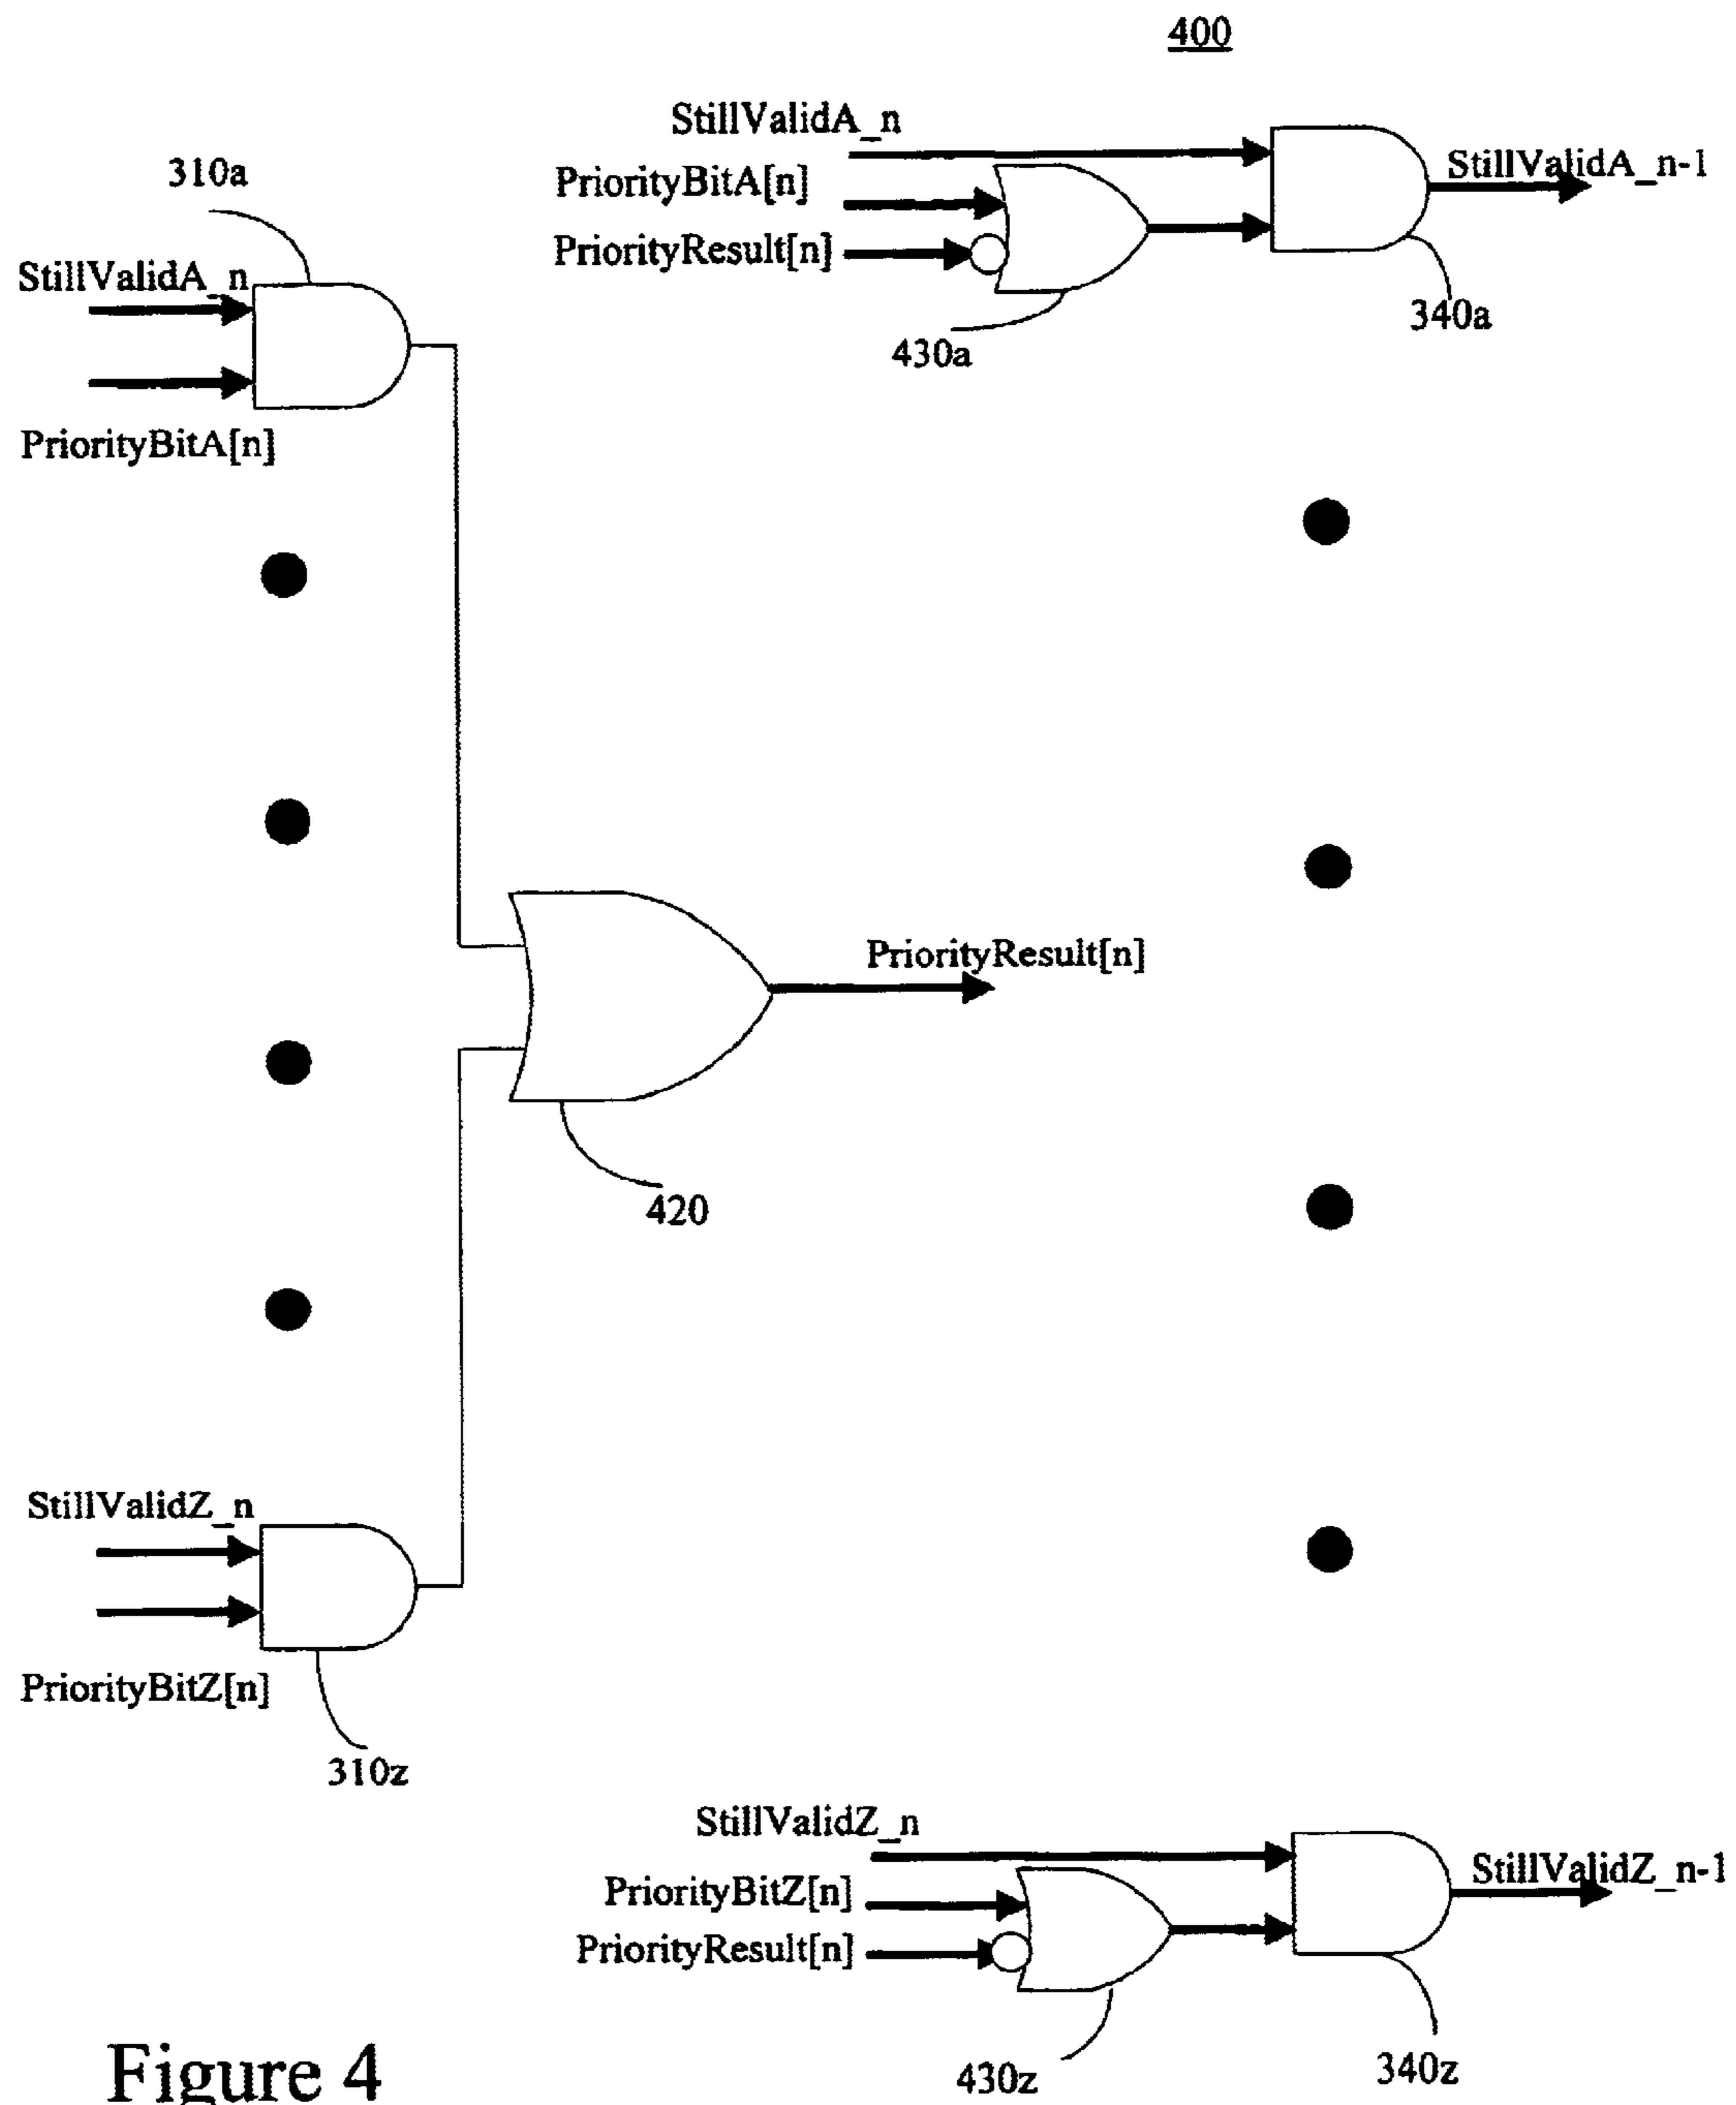 400
StillValidA_n
PriorityBitA[n]
PriorityResult[n]
StillValidA_n-1
340a
430a
310a
StillValidA_n
PriorityBitA[n]
PriorityResult[n]
420
StillValidZ_n
PriorityBitZ[n]
310z
StillValidZ_n
PriorityBitZ[n]
PriorityResult[n]
StillValidZ_n-1
430z
340z
Figure 4